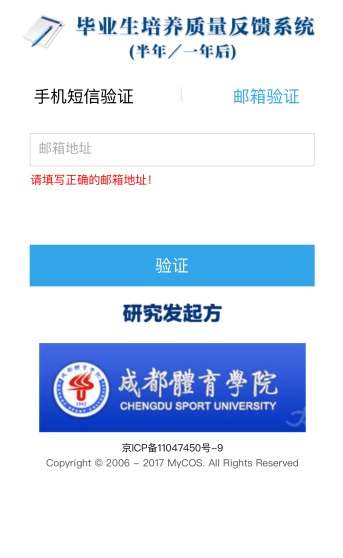 毕业生培养质量反馈系统
(半年／一年后)
手机短信验证
邮箱验证
邮箱地址
请填写正确的邮箱地址!
验证
研究发起方
成都體育學院
CHENGDU SPORT UNIVERSITY
1942
京ICP备11047450号-9
Copyright © 2006 - 2017 MyCOS. All Rights Reserved